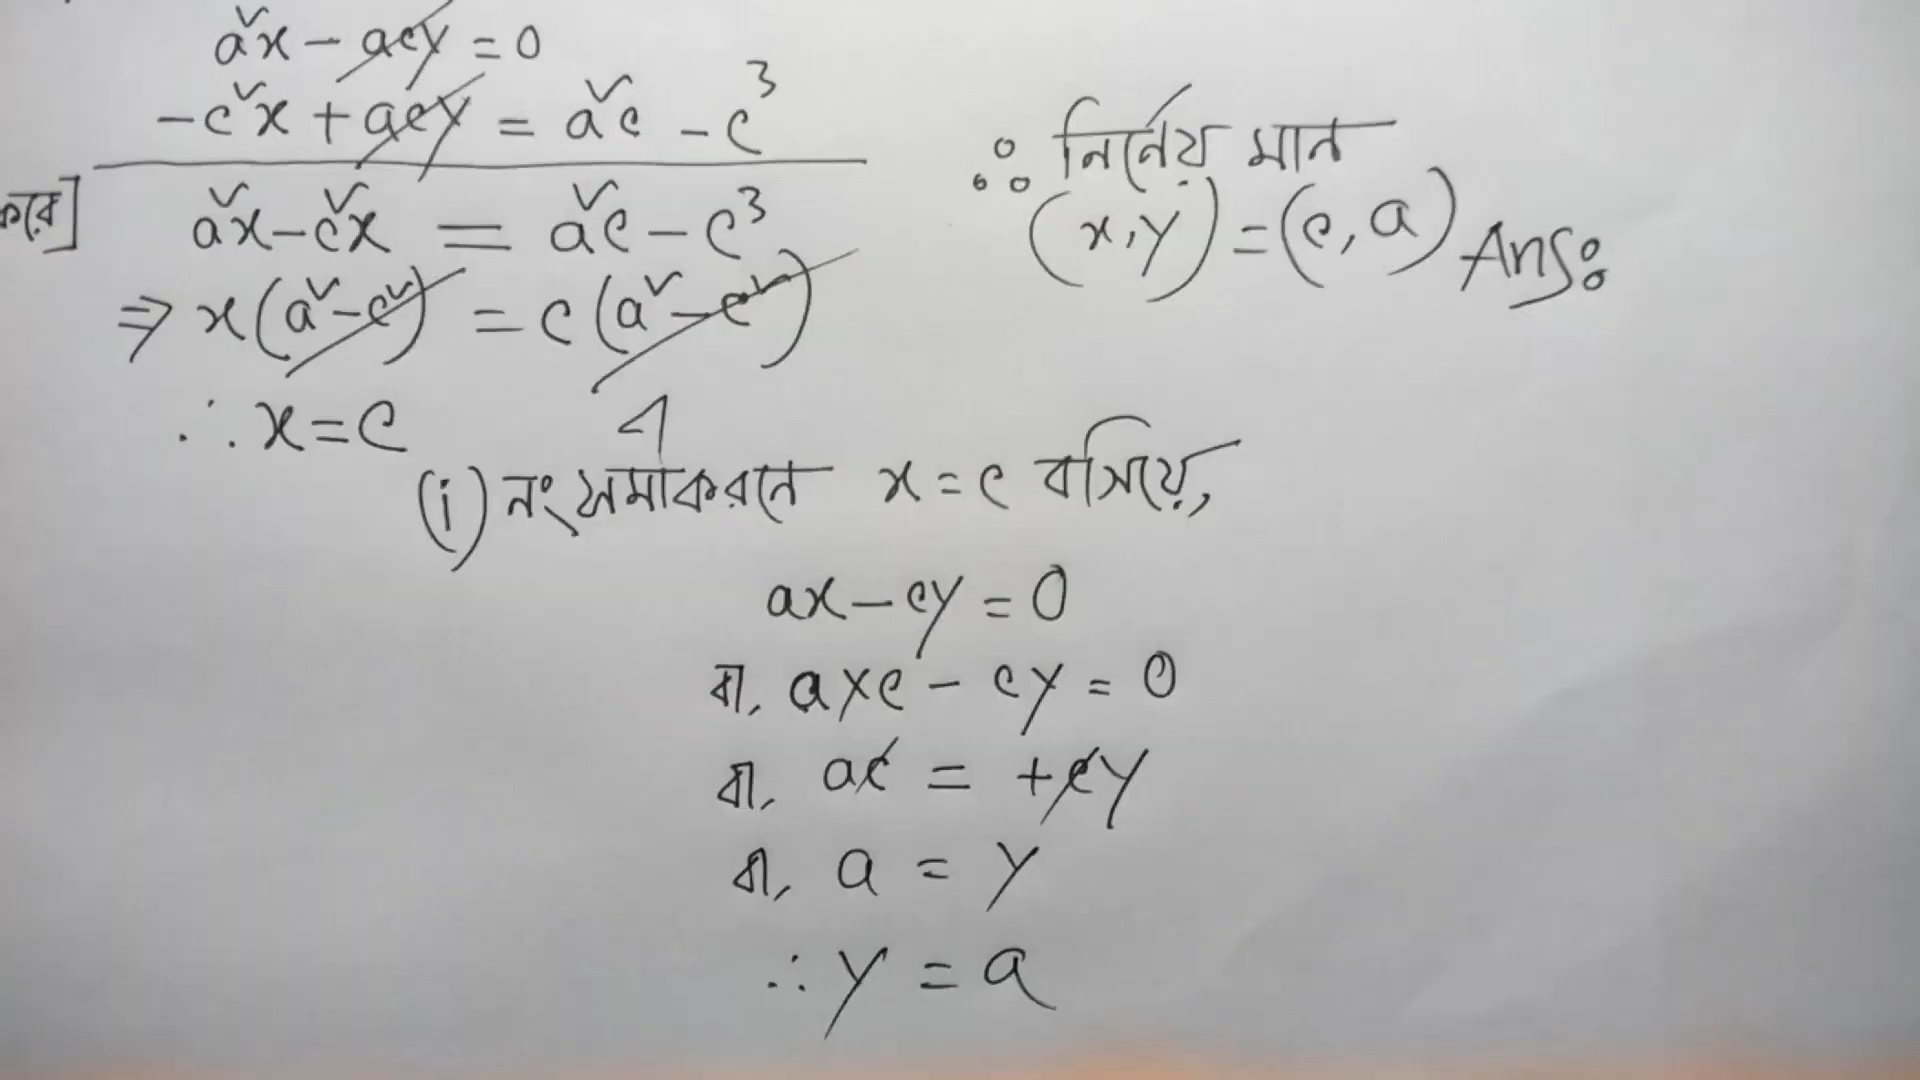 a²x - acy = 0
-c²x + acy = a²c - c³
করে] a²x - c²x = a²c - c³
⇒ x(a² - c²) = c(a² - c²)
∴ x = c
(i) নং সমীকরনে x = c বসিয়ে,
ax - cy = 0
বা, a×c - cy = 0
বা, ac = +cy
বা, a = y
∴ y = a
∴ নির্নেয় মান
(x, y) = (c, a) Ans: